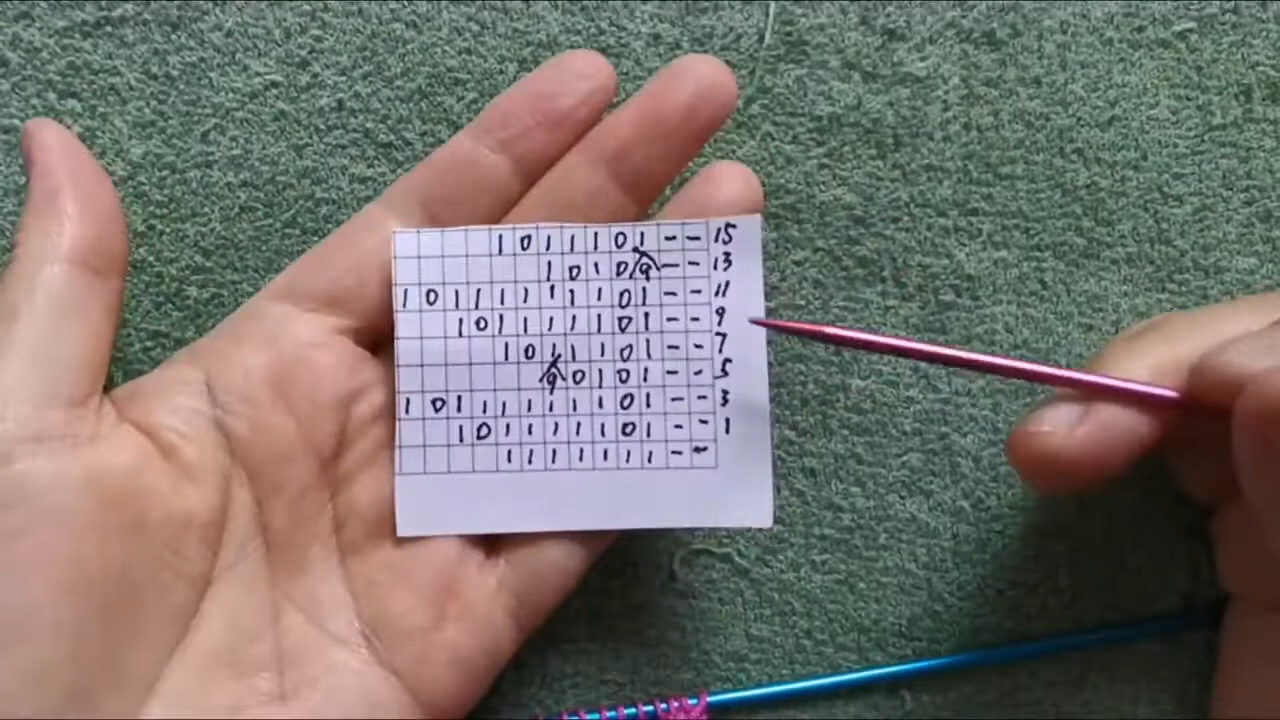 1 0 1 1 1 0 1 - - 15
1 0 1 0 9 - - 13
1 0 1 1 1 1 1 1 1 0 1 - - 11
1 0 1 1 1 1 1 0 1 - - 9
1 0 1 1 1 0 1 - - 7
9 0 1 0 1 - - 5
1 0 1 1 1 1 1 1 1 0 1 - - 3
1 0 1 1 1 1 1 0 1 - - 1
1 1 1 1 1 1 1 - -